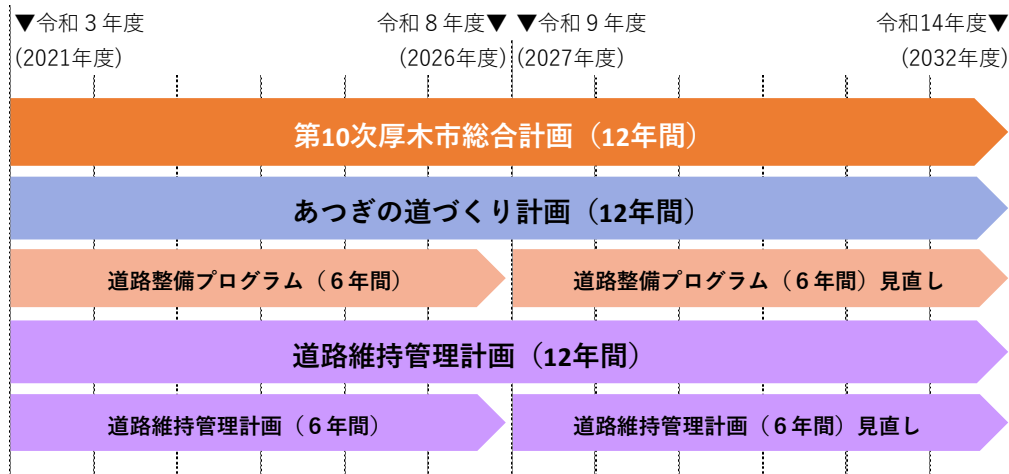 ▼令和３年度 令和８年度▼ ▼令和９年度 令和14年度▼
(2021年度) (2026年度) (2027年度) (2032年度)
第10次厚木市総合計画（12年間）
あつぎの道づくり計画（12年間）
道路整備プログラム（６年間） 道路整備プログラム（６年間）見直し
道路維持管理計画（12年間）
道路維持管理計画（６年間） 道路維持管理計画（６年間）見直し